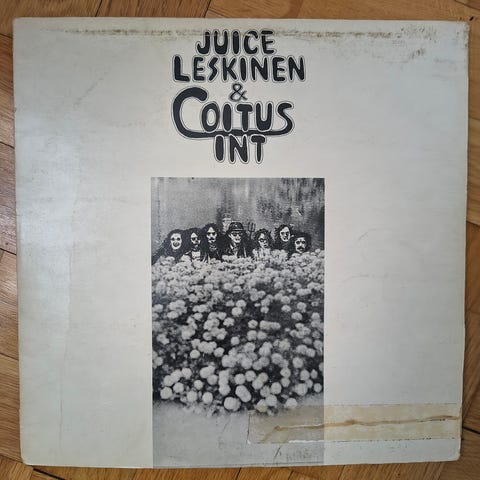 JUICE
LESKINEN
&
COITUS
INT